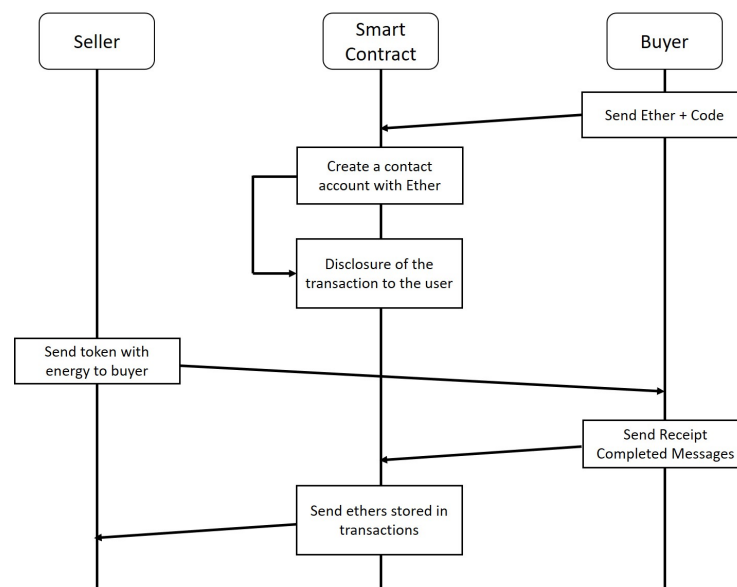 Seller
Smart
Contract
Buyer
Send Ether + Code
Create a contact
account with Ether
Disclosure of the
transaction to the user
Send token with
energy to buyer
Send Receipt
Completed Messages
Send ethers stored in
transactions